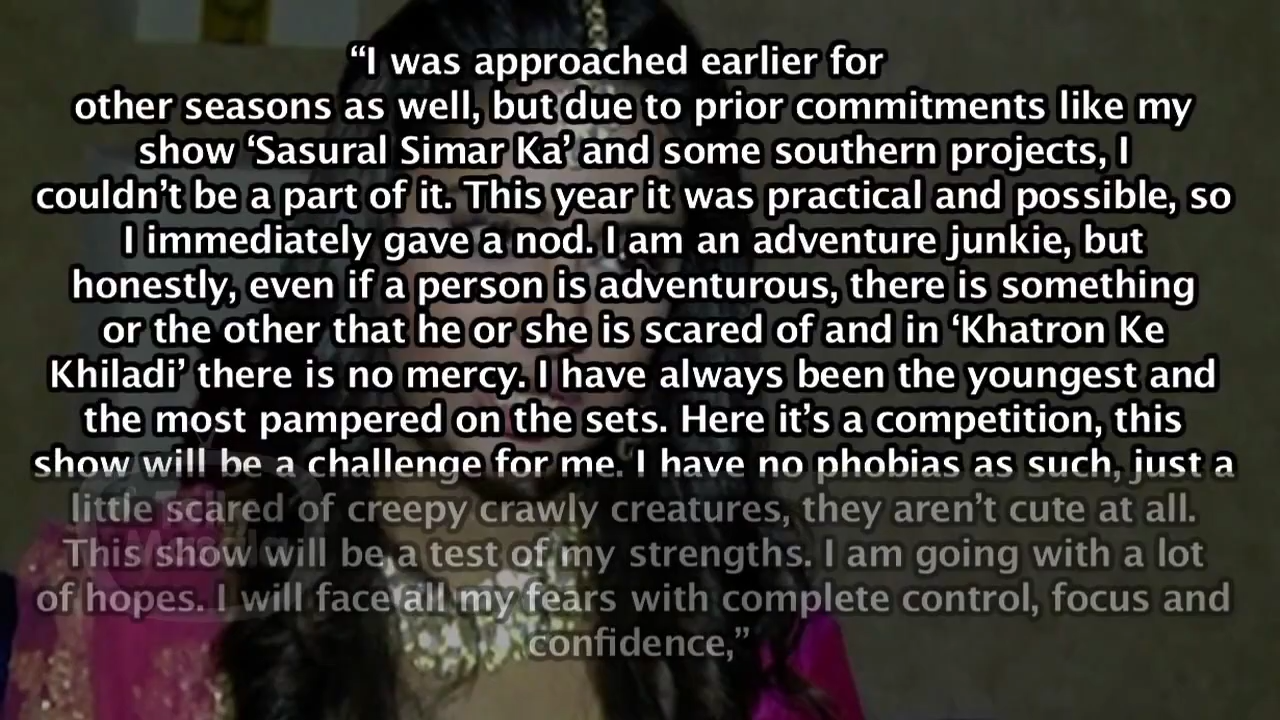 “I was approached earlier for
other seasons as well, but due to prior commitments like my
show ‘Sasural Simar Ka’ and some southern projects, I
couldn’t be a part of it. This year it was practical and possible, so
I immediately gave a nod. I am an adventure junkie, but
honestly, even if a person is adventurous, there is something
or the other that he or she is scared of and in ‘Khatron Ke
Khiladi’ there is no mercy. I have always been the youngest and
the most pampered on the sets. Here it’s a competition, this
show will be a challenge for me. I have no phobias as such, just a
little scared of creepy crawly creatures, they aren’t cute at all.
This show will be a test of my strengths. I am going with a lot
of hopes. I will face all my fears with complete control, focus and
confidence,”